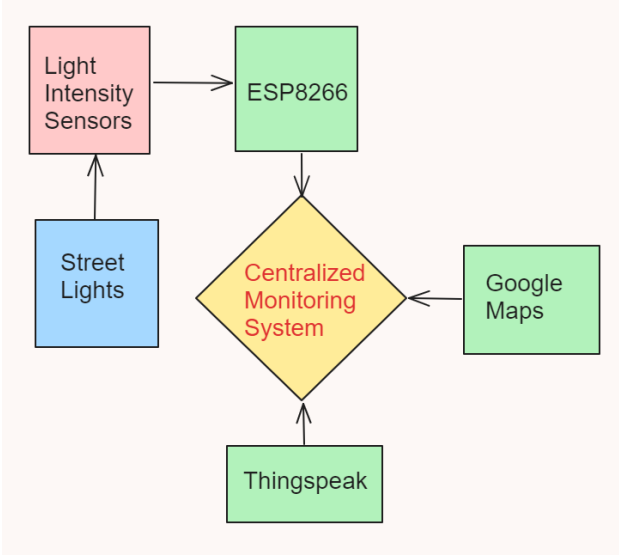 Light
Intensity
Sensors
ESP8266
Street
Lights
Centralized
Monitoring
System
Google
Maps
Thingspeak